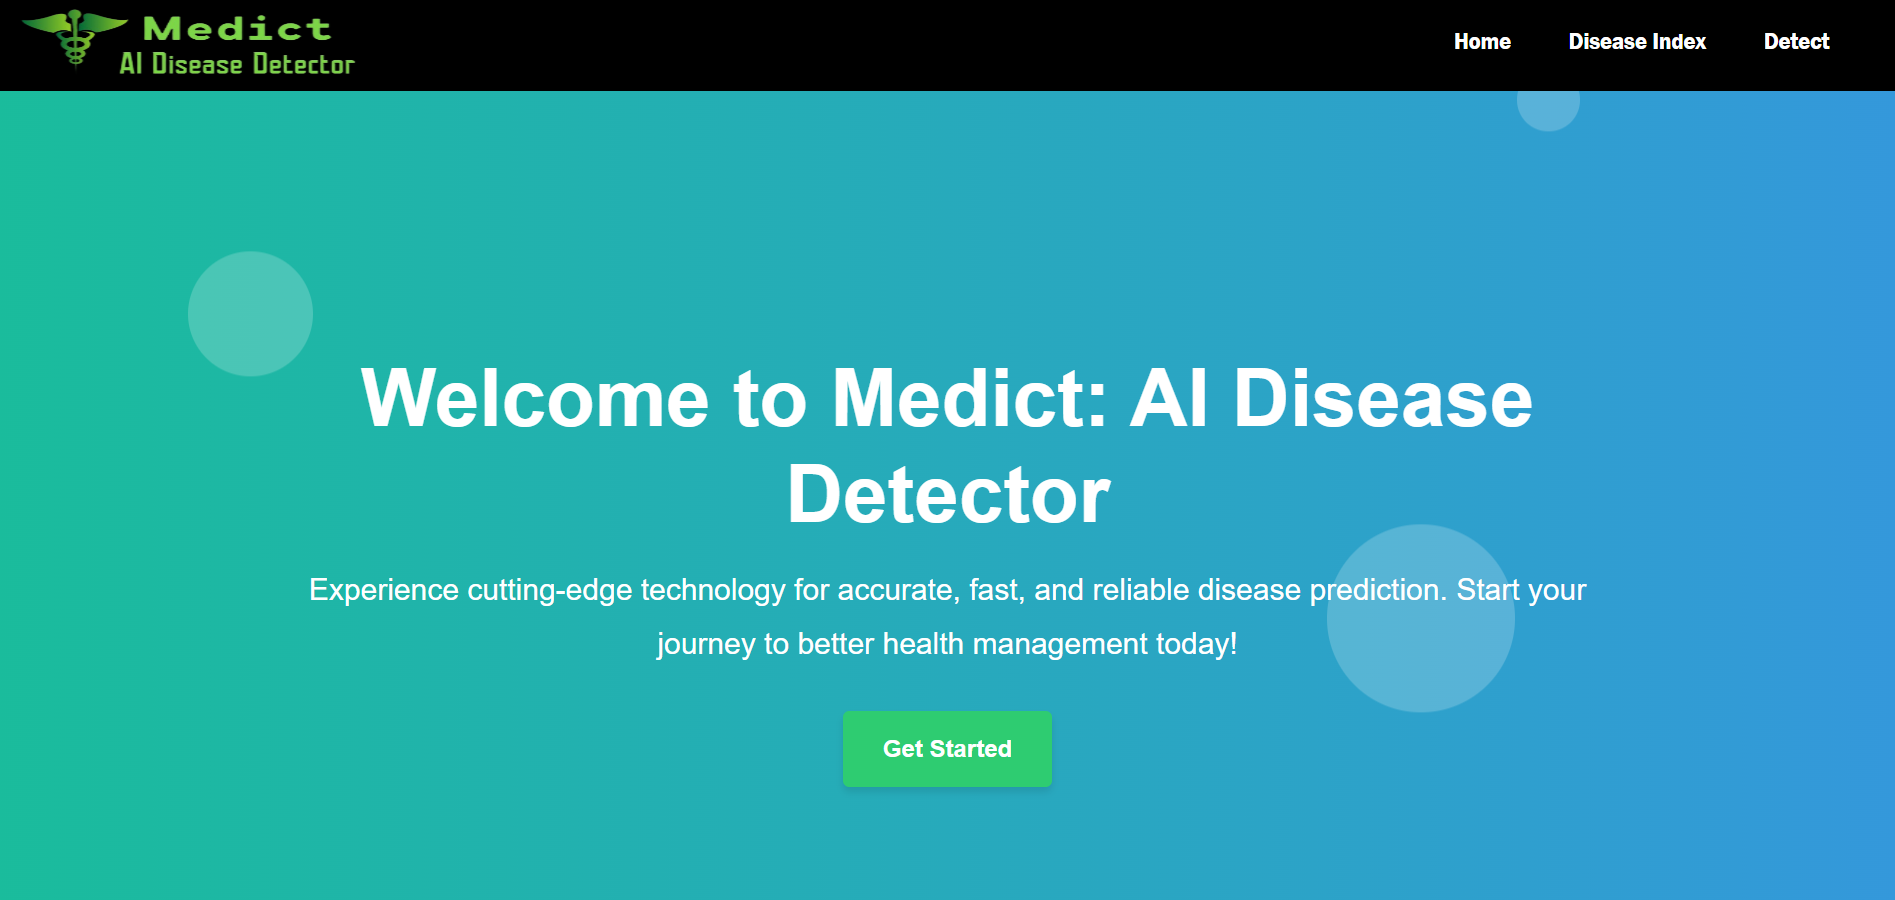 Medict
AI Disease Detector
Home
Disease Index
Detect
Welcome to Medict: AI Disease
Detector
Experience cutting-edge technology for accurate, fast, and reliable disease prediction. Start your
journey to better health management today!
Get Started